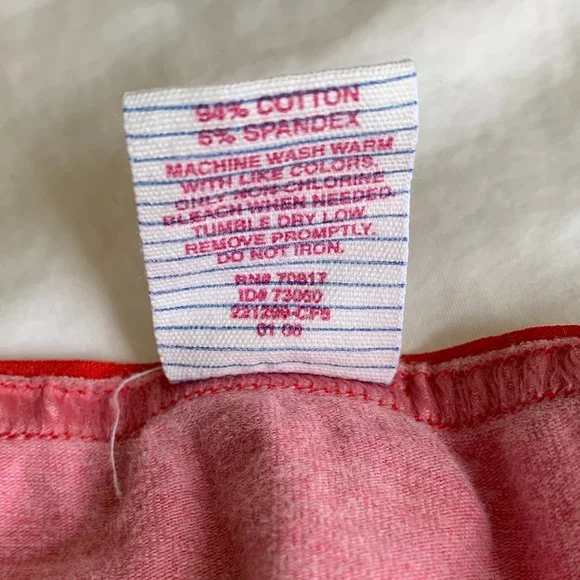 94% COTTON
6% SPANDEX
MACHINE WASH WARM
WITH LIKE COLORS.
ONLY NON-CHLORINE
BLEACH WHEN NEEDED.
TUMBLE DRY LOW.
REMOVE PROMPTLY.
DO NOT IRON.
RN# 70817
ID# 73060